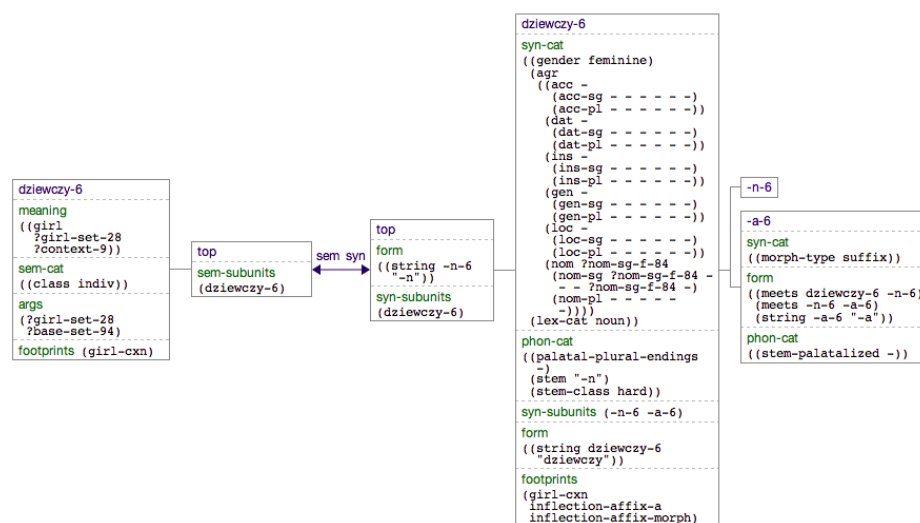 dziewczy-6
meaning
((girl
?girl-set-28
?context-9))
sem-cat
((class indiv))
args
(?girl-set-28
?base-set-94)
footprints (girl-cxn)
top
sem-subunits
(dziewczy-6)
sem syn
top
form
((string -n-6
"-n"))
syn-subunits
(dziewczy-6)
dziewczy-6
syn-cat
((gender feminine)
(agr
((acc -
(acc-sg - - - - - -)
(acc-pl - - - - - -))
(dat -
(dat-sg - - - - - -)
(dat-pl - - - - - -))
(ins -
(ins-sg - - - - - -)
(ins-pl - - - - - -))
(gen -
(gen-sg - - - - - -)
(gen-pl - - - - - -))
(loc -
(loc-sg - - - - - -)
(loc-pl - - - - - -))
(nom ?nom-sg-f-84
(nom-sg ?nom-sg-f-84 -
- - ?nom-sg-f-84 -)
(nom-pl - - - - -
-))))
(lex-cat noun))
phon-cat
((palatal-plural-endings
-)
(stem "-n")
(stem-class hard))
syn-subunits (-n-6 -a-6)
form
((string dziewczy-6
"dziewczy"))
footprints
(girl-cxn
inflection-affix-a
inflection-affix-morph)
-n-6
-a-6
syn-cat
((morph-type suffix))
form
((meets dziewczy-6 -n-6)
(meets -n-6 -a-6)
(string -a-6 "-a"))
phon-cat
((stem-palatalized -))